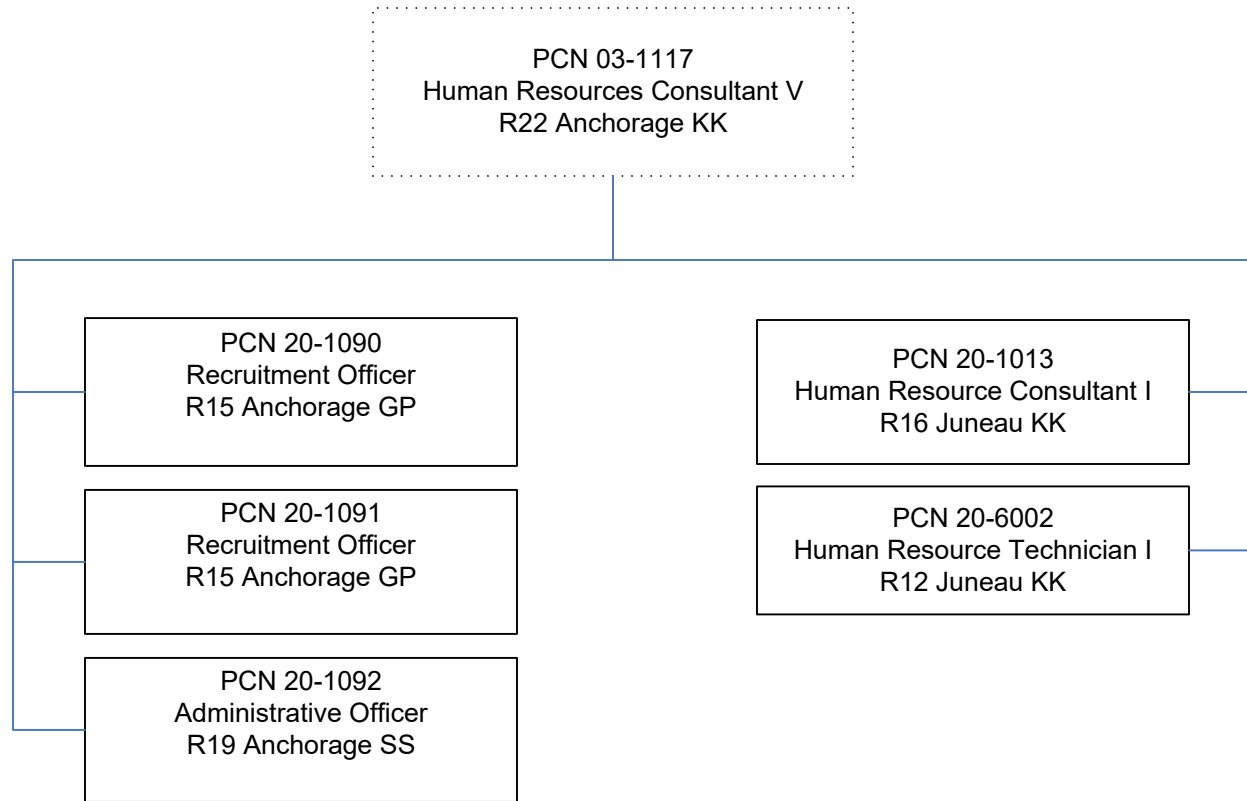 PCN 03-1117
Human Resources Consultant V
R22 Anchorage KK
PCN 20-1090
Recruitment Officer
R15 Anchorage GP
PCN 20-1091
Recruitment Officer
R15 Anchorage GP
PCN 20-1092
Administrative Officer
R19 Anchorage SS
PCN 20-1013
Human Resource Consultant I
R16 Juneau KK
PCN 20-6002
Human Resource Technician I
R12 Juneau KK